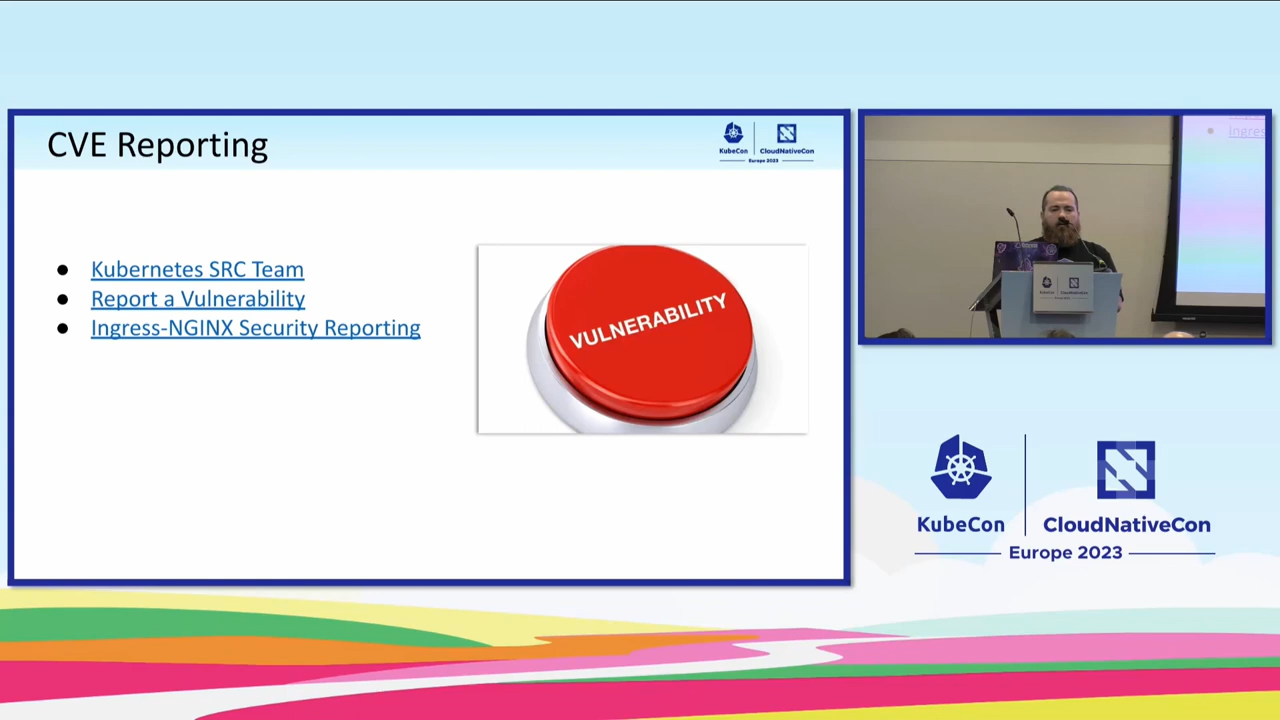 CVE Reporting
KubeCon
CloudNativeCon
Europe 2023
Kubernetes SRC Team
Report a Vulnerability
Ingress-NGINX Security Reporting
VULNERABILITY
Ingres
KubeCon
CloudNativeCon
Europe 2023